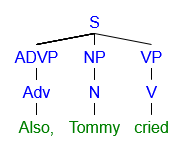 S
ADVP NP VP
Adv N V
Also, Tommy cried